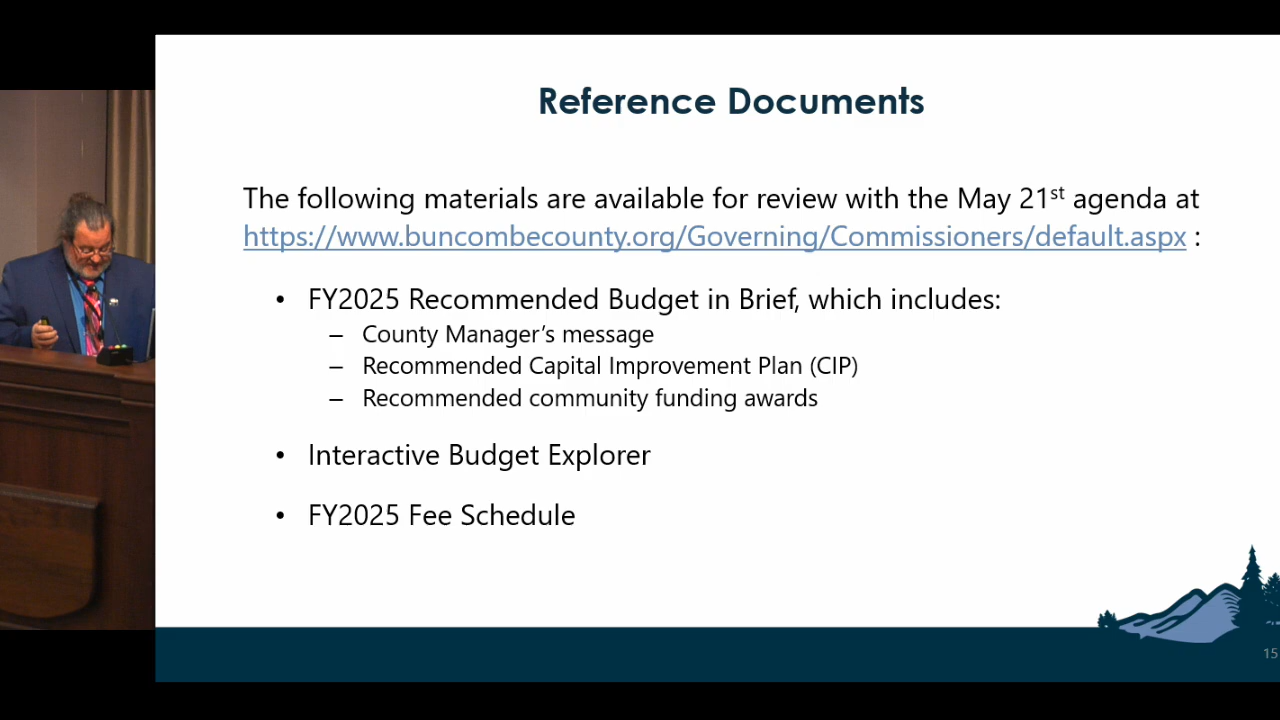 Reference Documents
The following materials are available for review with the May 21st agenda at
https://www.buncombecounty.org/Governing/Commissioners/default.aspx :
• FY2025 Recommended Budget in Brief, which includes:
– County Manager’s message
– Recommended Capital Improvement Plan (CIP)
– Recommended community funding awards
• Interactive Budget Explorer
• FY2025 Fee Schedule
15